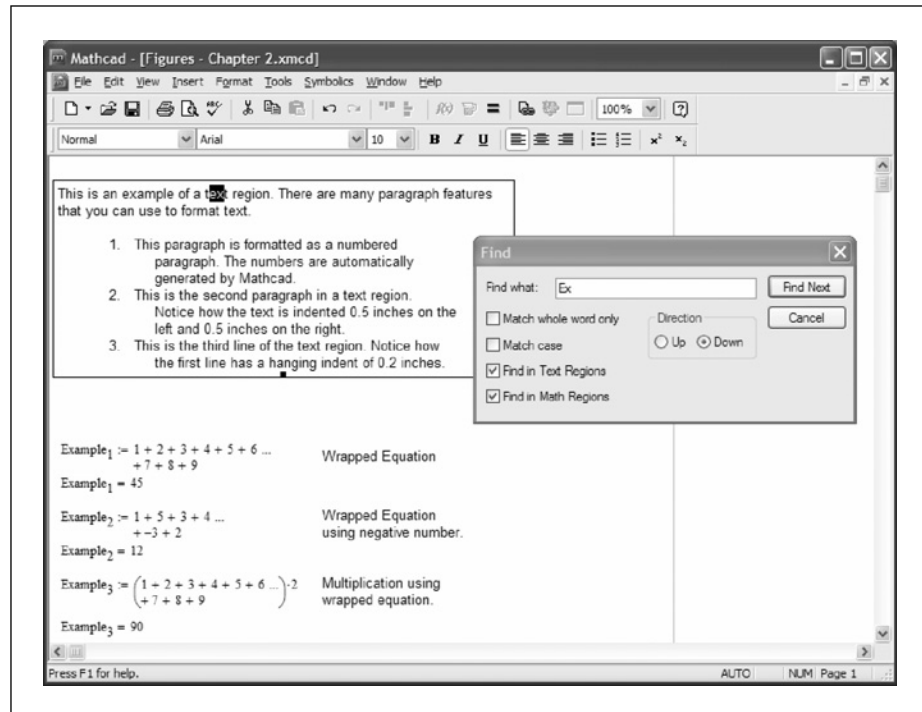 Mathcad - [Figures - Chapter 2.xmcd]
File Edit View Insert Format Tools Symbolics Window Help
100%
Normal Arial 10 B I U x² x₂
This is an example of a text region. There are many paragraph features
that you can use to format text.
1. This paragraph is formatted as a numbered
paragraph. The numbers are automatically
generated by Mathcad.
2. This is the second paragraph in a text region.
Notice how the text is indented 0.5 inches on the
left and 0.5 inches on the right.
3. This is the third line of the text region. Notice how
the first line has a hanging indent of 0.2 inches.
Find
Find what: Ex Find Next
Match whole word only Direction Cancel
Match case Up Down
Find in Text Regions
Find in Math Regions
Example₁ := 1 + 2 + 3 + 4 + 5 + 6 ... Wrapped Equation
+ 7 + 8 + 9
Example₁ = 45
Example₂ := 1 + 5 + 3 + 4 ... Wrapped Equation
+ -3 + 2 using negative number.
Example₂ = 12
Example₃ := (1 + 2 + 3 + 4 + 5 + 6 ...)·2 Multiplication using
+ 7 + 8 + 9 wrapped equation.
Example₃ = 90
Press F1 for help. AUTO NUM Page 1